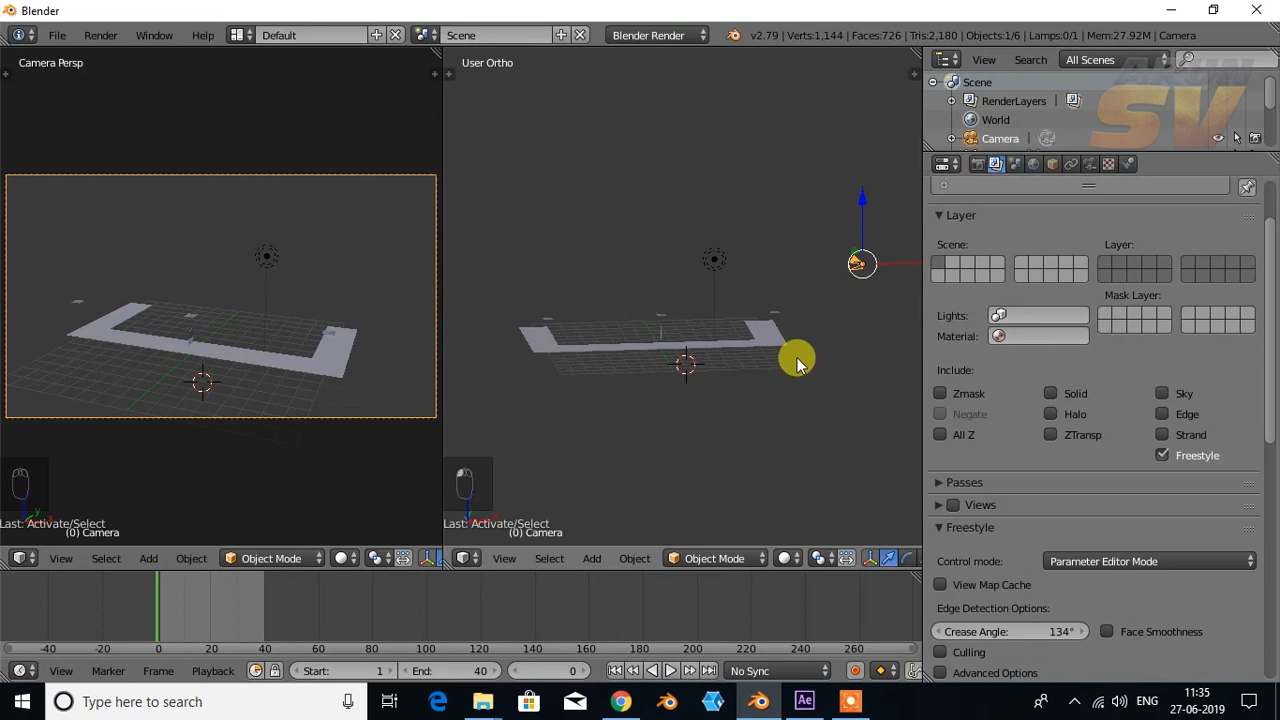 Blender
File Render Window Help Default Scene Blender Render v2.79 | Verts:1,144 | Faces:726 | Tris:2,180 | Objects:1/6 | Lamps:0/1 | Mem:27.92M | Camera
Camera Persp
User Ortho
View Search All Scenes
Scene
RenderLayers
World
Camera
SV
Layer
Scene: Layer:
Mask Layer:
Lights:
Material:
Include:
Zmask Solid Sky
Negate Halo Edge
All Z ZTransp Strand
Freestyle
Passes
Views
Freestyle
Control mode: Parameter Editor Mode
View Map Cache
Edge Detection Options:
Crease Angle: 134° Face Smoothness
Culling
Advanced Options
Last: Activate/Select
(0) Camera
Last: Activate/Select
(0) Camera
View Select Add Object Object Mode
View Select Add Object Object Mode
-40 -20 0 20 40 60 80 100 120 140 160 180 200 220 240 260
View Marker Frame Playback Start: 1 End: 40 0 No Sync
Type here to search
Ae
ENG
11:35
27-06-2019